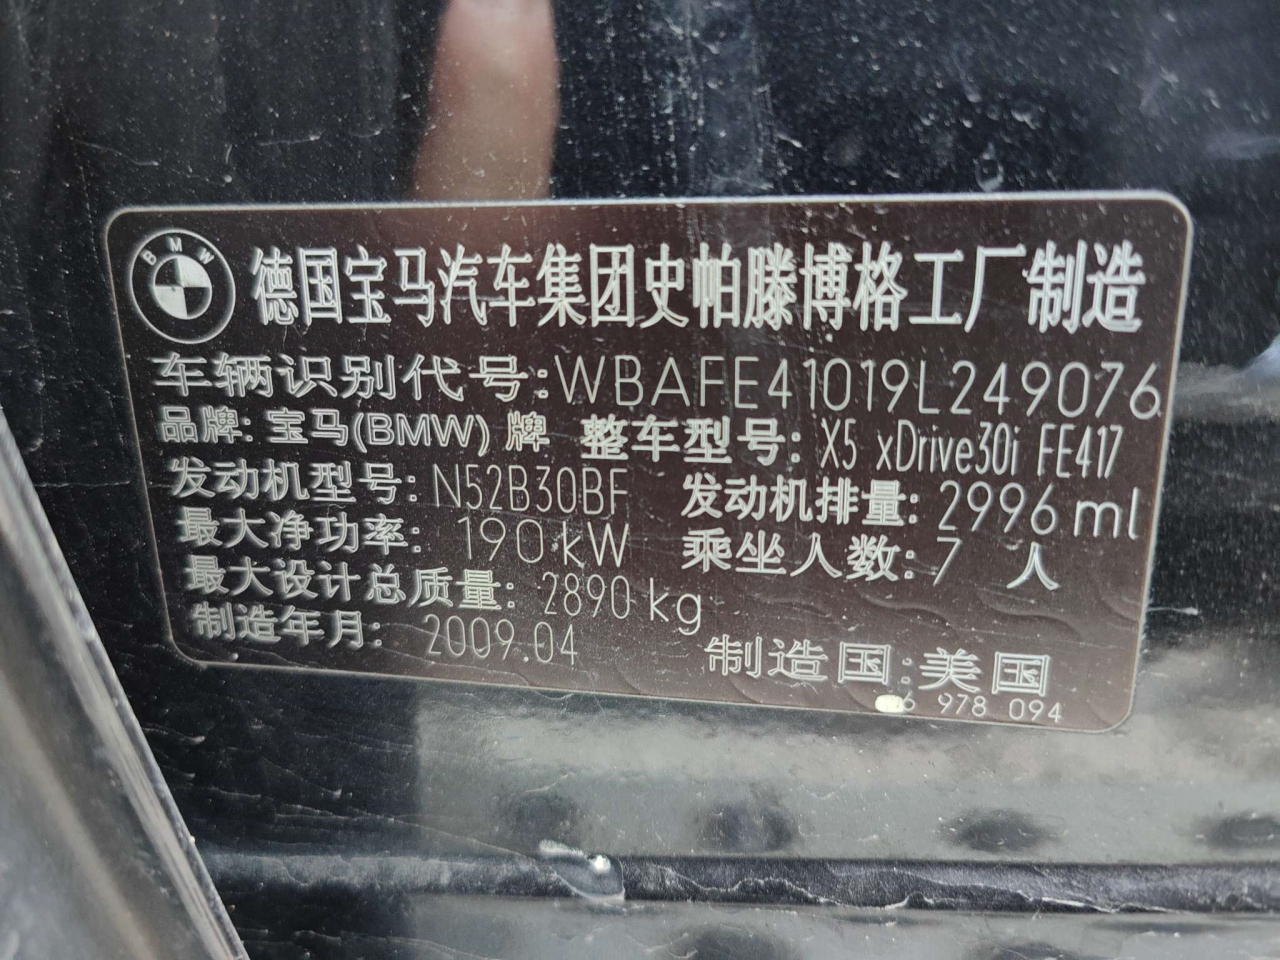 BMW 德国宝马汽车集团史帕滕博格工厂制造
车辆识别代号:WBAFE41019L249076
品牌: 宝马(BMW) 牌 整车型号: X5 xDrive30i FE417
发动机型号: N52B30BF 发动机排量: 2996 ml
最大净功率: 190 kW 乘坐人数: 7 人
最大设计总质量: 2890 kg
制造年月: 2009.04 制造国:美国
978 094